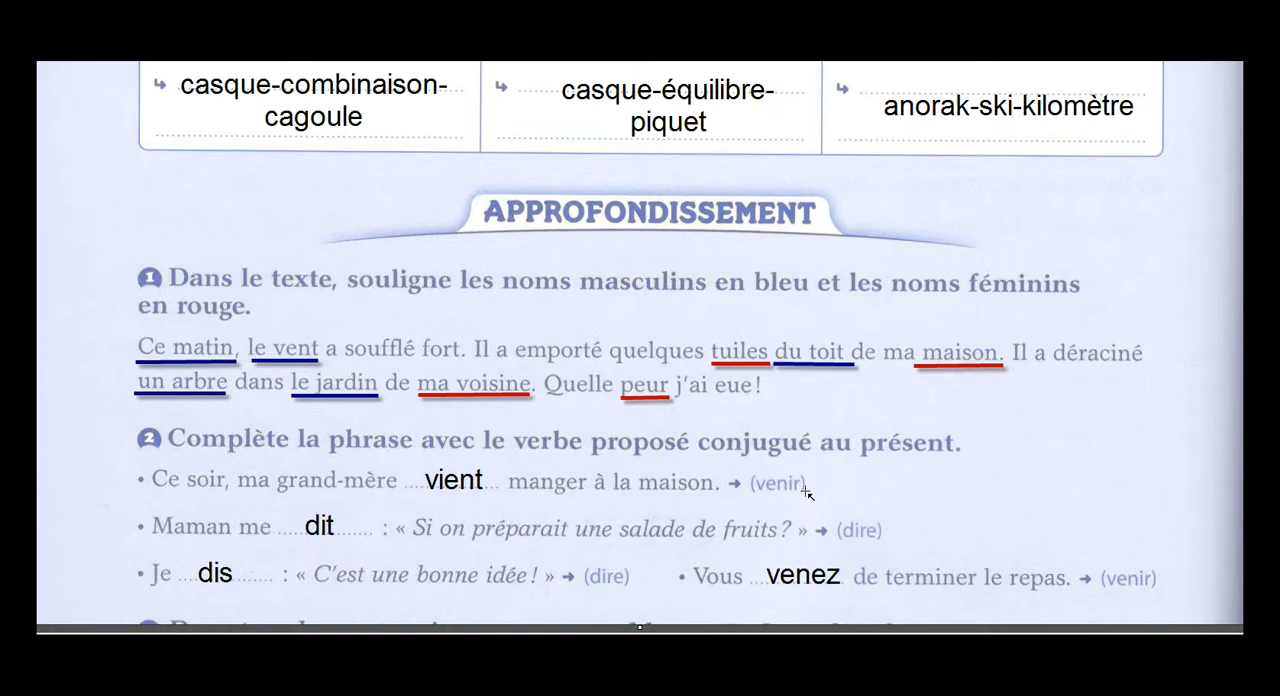 casque-combinaison-
cagoule
casque-équilibre-
piquet
anorak-ski-kilomètre
APPROFONDISSEMENT
1 Dans le texte, souligne les noms masculins en bleu et les noms féminins
en rouge.
Ce matin, le vent a soufflé fort. Il a emporté quelques tuiles du toit de ma maison. Il a déraciné
un arbre dans le jardin de ma voisine. Quelle peur j'ai eue !
2 Complète la phrase avec le verbe proposé conjugué au présent.
• Ce soir, ma grand-mère ....vient... manger à la maison. → (venir)
• Maman me .....dit....... : « Si on préparait une salade de fruits ? » → (dire)
• Je ....dis........ : « C'est une bonne idée ! » → (dire) • Vous ...venez. de terminer le repas. → (venir)